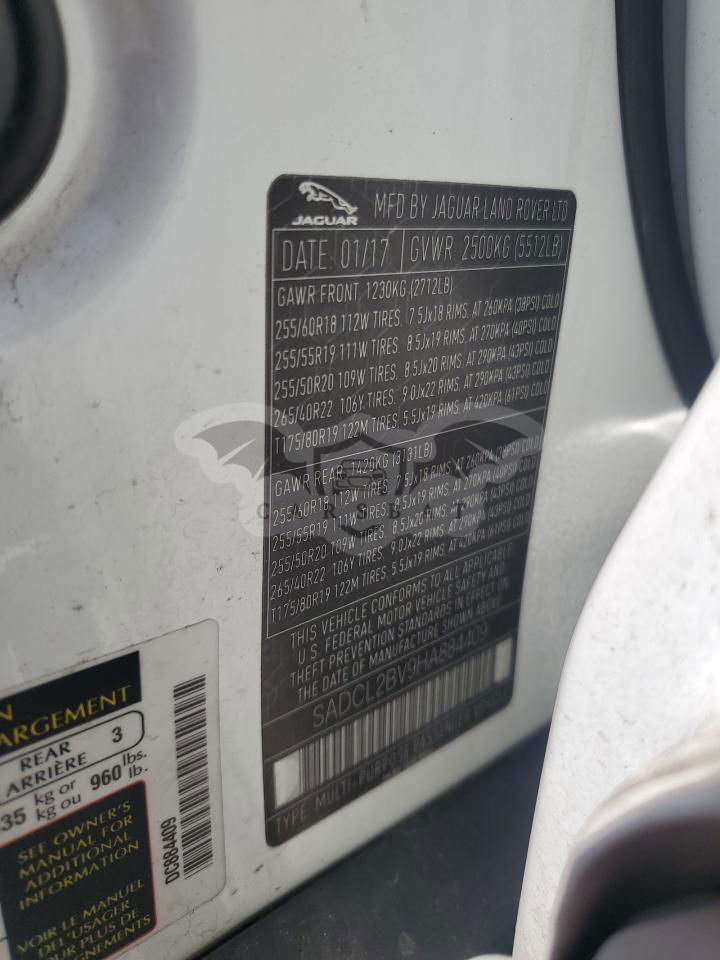 JAGUAR
MFD BY JAGUAR LAND ROVER LTD
DATE: 01/17
GVWR 2500KG (5512LB)
GAWR FRONT, 1230KG (2712LB)
255/60R18 112W TIRES, 7.5Jx18 RIMS, AT 260KPA (38PSI) COLD
255/55R19 111W TIRES, 8.5Jx19 RIMS, AT 270KPA (40PSI) COLD
255/50R20 109W TIRES, 8.5Jx20 RIMS, AT 290KPA (43PSI) COLD
265/40R22 106Y TIRES, 9.0Jx22 RIMS, AT 290KPA (43PSI) COLD
T175/80R19 122M TIRES, 5.5Jx19 RIMS, AT 420KPA (61PSI) COLD
GAWR REAR, 1420KG (3131LB)
255/60R18 112W TIRES, 7.5Jx18 RIMS, AT 260KPA (38PSI) COLD
255/55R19 111W TIRES, 8.5Jx19 RIMS, AT 270KPA (40PSI) COLD
255/50R20 109W TIRES, 8.5Jx20 RIMS, AT 290KPA (43PSI) COLD
265/40R22 106Y TIRES, 9.0Jx22 RIMS, AT 290KPA (43PSI) COLD
T175/80R19 122M TIRES, 5.5Jx19 RIMS, AT 420KPA (61PSI) COLD
THIS VEHICLE CONFORMS TO ALL APPLICABLE
U.S. FEDERAL MOTOR VEHICLE SAFETY AND
THEFT PREVENTION STANDARDS IN EFFECT ON
THE DATE OF MANUFACTURE SHOWN ABOVE.
SADCL2BV9HA884409
TYPE: MULTI-PURPOSE PASSENGER VEHICLE
CARSBAT
N
ARGEMENT
REAR 3
ARRIÈRE
35 kg or 960 lbs.
kg ou lb.
SEE OWNER'S
MANUAL FOR
ADDITIONAL
INFORMATION
VOIR LE MANUEL
DEL'USAGER
OUR PLUS DE
GNEMENTS
DC884409